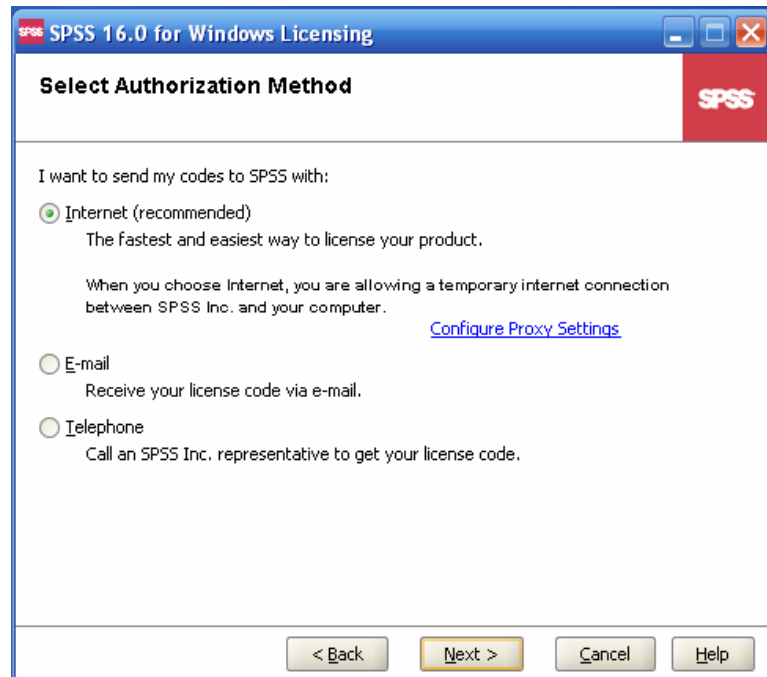 SPSS SPSS 16.0 for Windows Licensing
Select Authorization Method
SPSS
I want to send my codes to SPSS with:
Internet (recommended)
The fastest and easiest way to license your product.
When you choose Internet, you are allowing a temporary internet connection
between SPSS Inc. and your computer.
Configure Proxy Settings
E-mail
Receive your license code via e-mail.
Telephone
Call an SPSS Inc. representative to get your license code.
< Back Next > Cancel Help